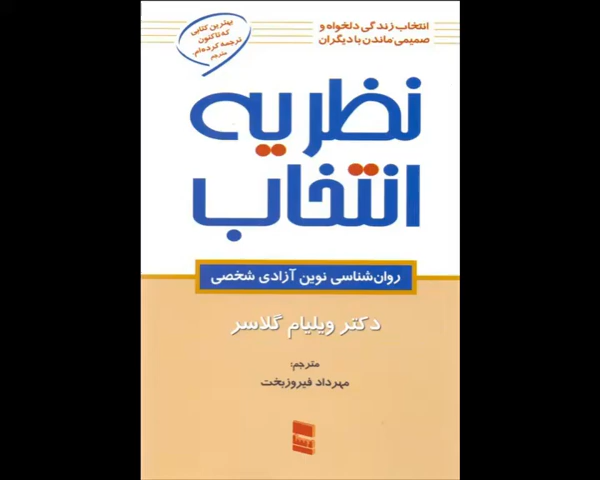 انتخاب زندگی دلخواه و
صمیمی‌ماندن با دیگران
بهترین کتابی
که تاکنون
ترجمه کرده‌ام.
مترجم
نظریه
انتخاب
روان‌شناسی نوین آزادی شخصی
دکتر ویلیام گلاسر
مترجم:
مهرداد فیروزبخت
رسا